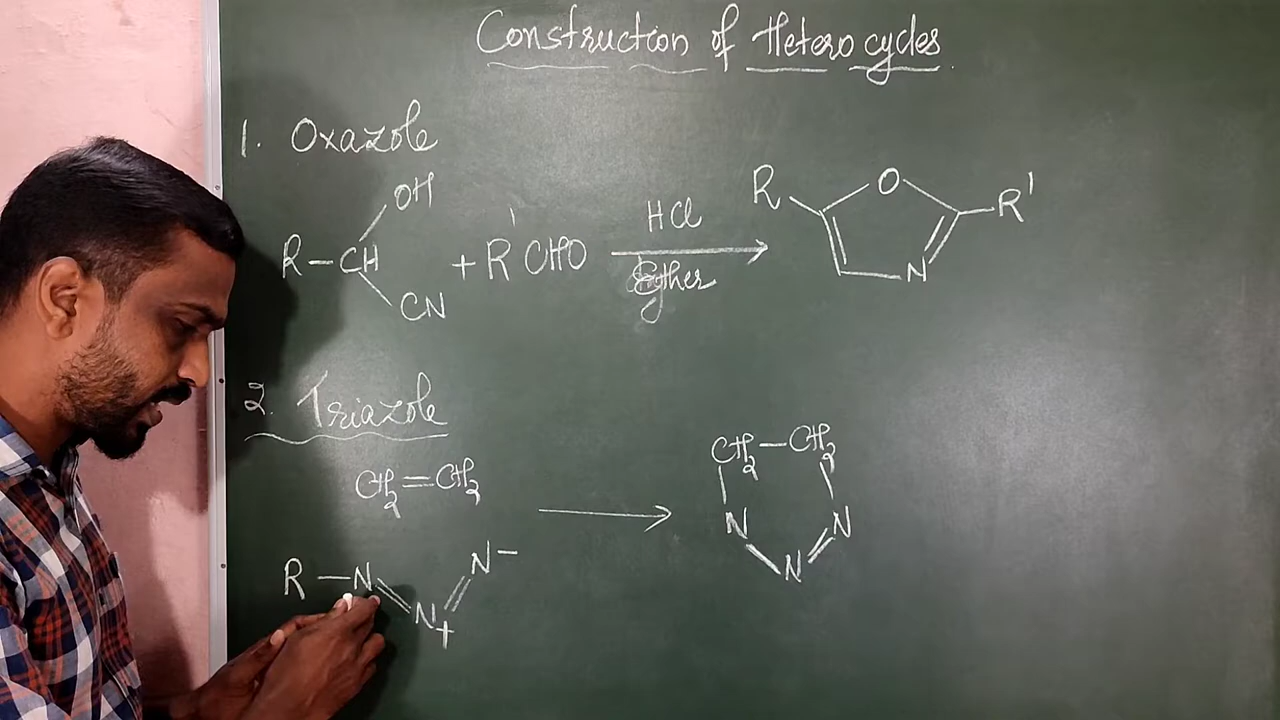 Construction of Heterocycles
1. Oxazole
OH
R-CH
CN
+ R'CHO
HCl
Ether
R
O
R'
N
2. Triazole
CH2=CH2
R-N=N+=N-
CH2-CH2
N
N
N